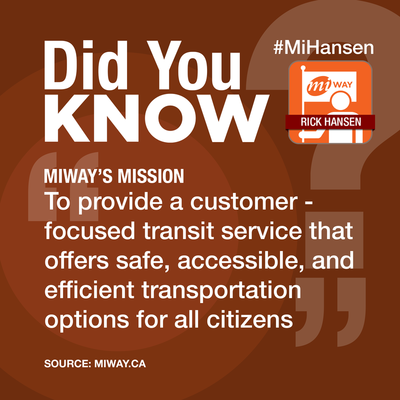 Did You
KNOW
#MiHansen
mi WAY
RICK HANSEN
MIWAY'S MISSION
To provide a customer -
focused transit service that
offers safe, accessible, and
efficient transportation
options for all citizens
SOURCE: MIWAY.CA